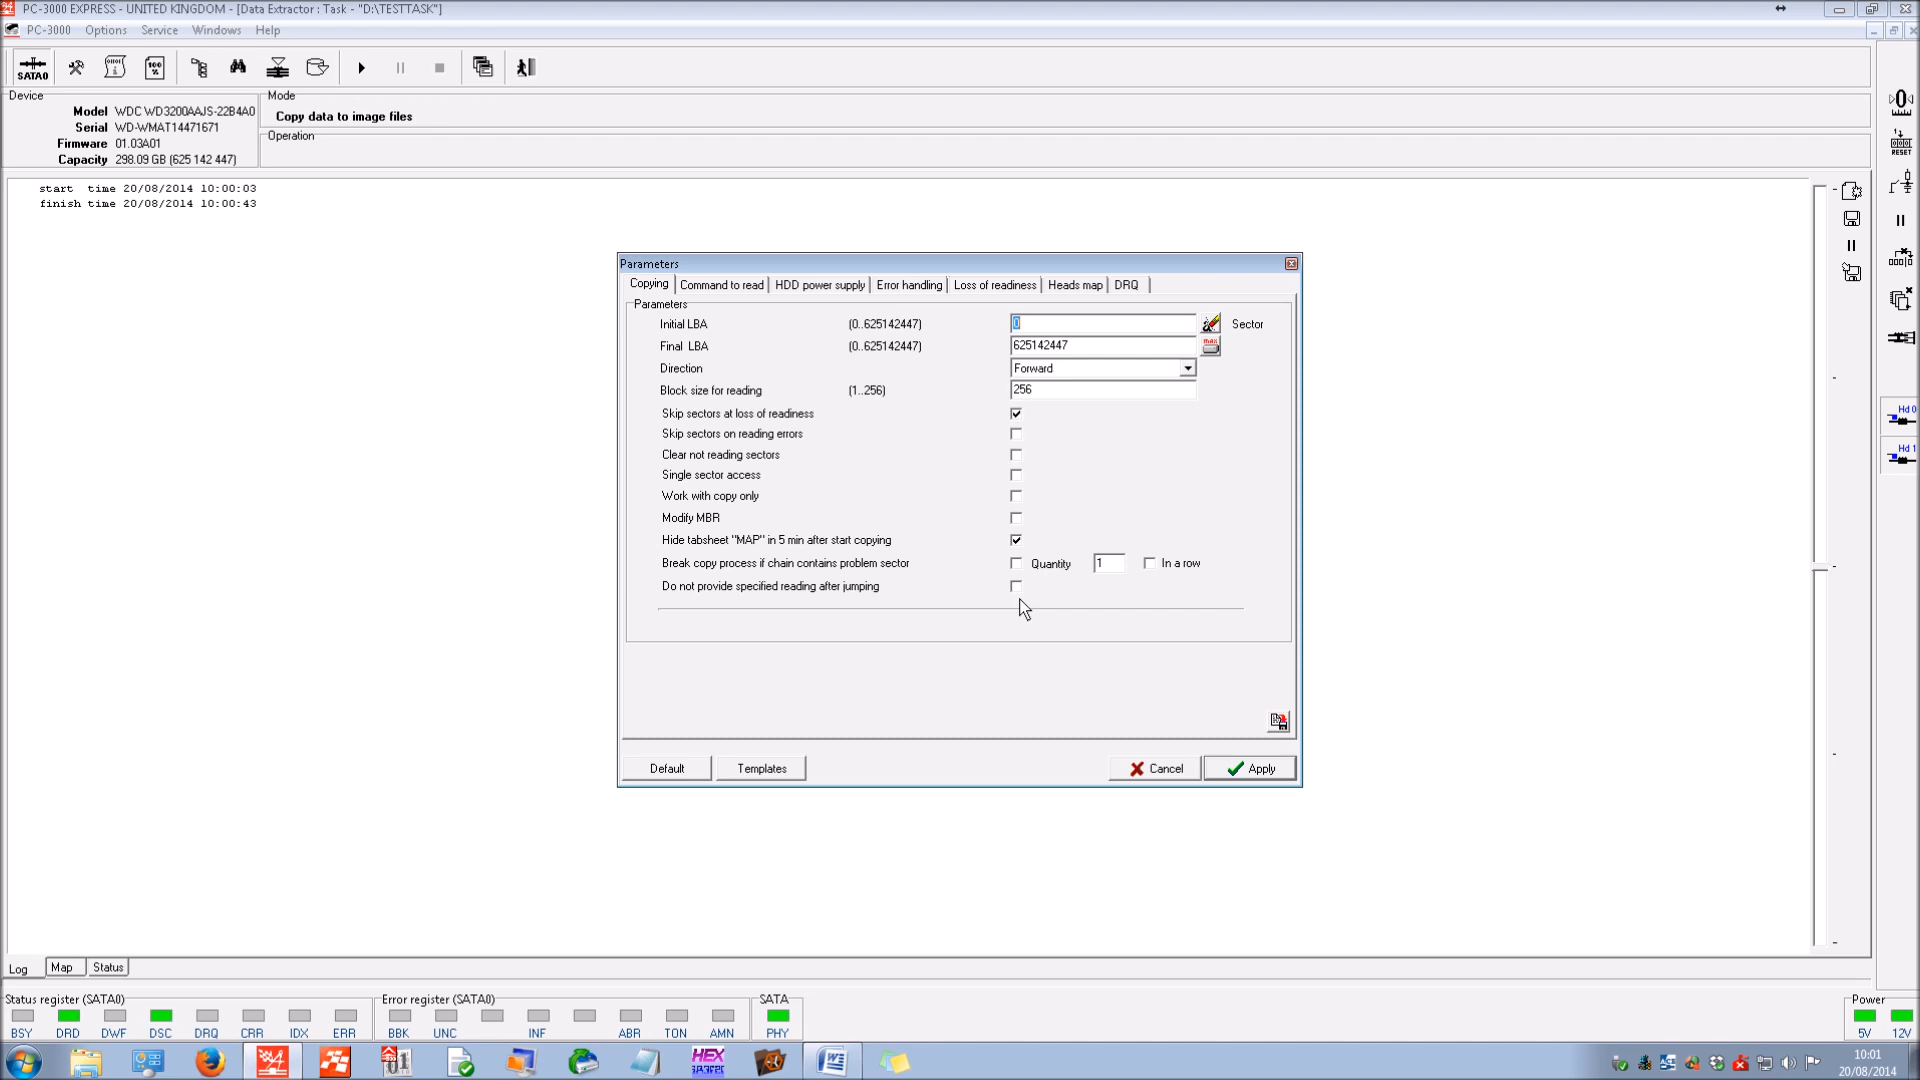 PC-3000 EXPRESS - UNITED KINGDOM - [Data Extractor : Task - "D:\TESTTASK"]
PC-3000 Options Service Windows Help
SATA0
Device
Model WDC WD3200AAJS-22B4A0
Serial WD-WMAT14471671
Firmware 01.03A01
Capacity 298.09 GB (625 142 447)
Mode
Copy data to image files
Operation
start time 20/08/2014 10:00:03
finish time 20/08/2014 10:00:43
RESET
Hd 0
Hd 1
Parameters
Copying Command to read HDD power supply Error handling Loss of readiness Heads map DRQ
Parameters
Initial LBA (0..625142447) 0 Sector
Final LBA (0..625142447) 625142447 max
Direction Forward
Block size for reading (1..256) 256
Skip sectors at loss of readiness
Skip sectors on reading errors
Clear not reading sectors
Single sector access
Work with copy only
Modify MBR
Hide tabsheet "MAP" in 5 min after start copying
Break copy process if chain contains problem sector Quantity 1 In a row
Do not provide specified reading after jumping
Default Templates Cancel Apply
Log Map Status
Status register (SATA0) Error register (SATA0) SATA Power
BSY DRD DWF DSC DRQ CRR IDX ERR BBK UNC INF ABR TON AMN PHY 5V 12V
HEX
10:01
20/08/2014